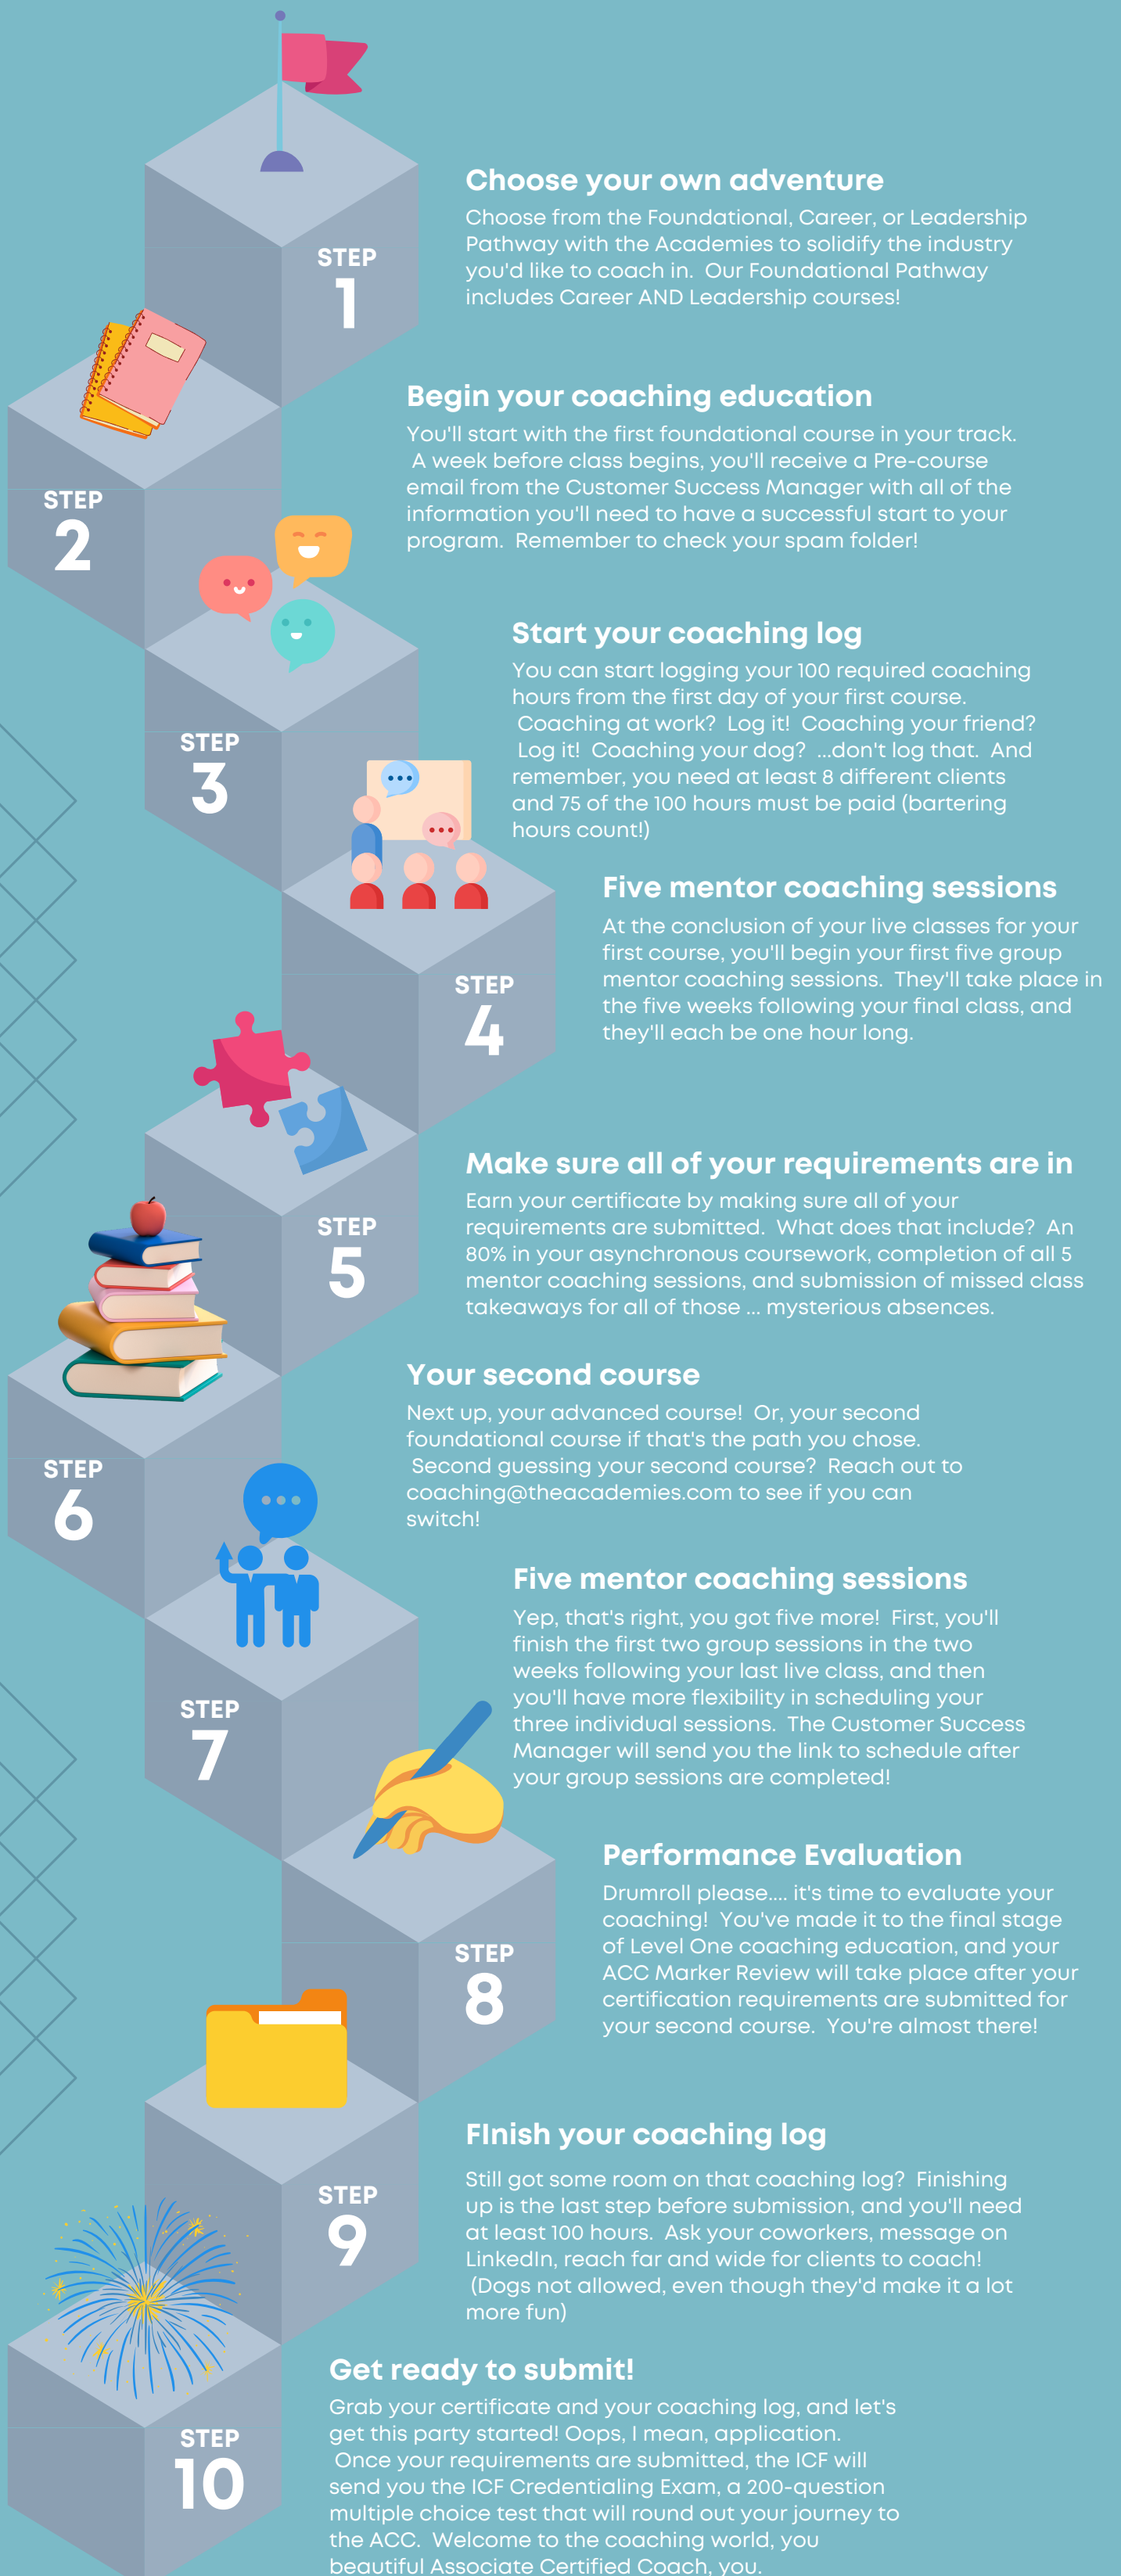 STEP
1
Choose your own adventure
Choose from the Foundational, Career, or Leadership
Pathway with the Academies to solidify the industry
you'd like to coach in. Our Foundational Pathway
includes Career AND Leadership courses!
STEP
2
Begin your coaching education
You'll start with the first foundational course in your track.
A week before class begins, you'll receive a Pre-course
email from the Customer Success Manager with all of the
information you'll need to have a successful start to your
program. Remember to check your spam folder!
STEP
3
Start your coaching log
You can start logging your 100 required coaching
hours from the first day of your first course.
Coaching at work? Log it! Coaching your friend?
Log it! Coaching your dog? ...don't log that. And
remember, you need at least 8 different clients
and 75 of the 100 hours must be paid (bartering
hours count!)
STEP
4
Five mentor coaching sessions
At the conclusion of your live classes for your
first course, you'll begin your first five group
mentor coaching sessions. They'll take place in
the five weeks following your final class, and
they'll each be one hour long.
STEP
5
Make sure all of your requirements are in
Earn your certificate by making sure all of your
requirements are submitted. What does that include? An
80% in your asynchronous coursework, completion of all 5
mentor coaching sessions, and submission of missed class
takeaways for all of those ... mysterious absences.
STEP
6
Your second course
Next up, your advanced course! Or, your second
foundational course if that's the path you chose.
Second guessing your second course? Reach out to
coaching@theacademies.com to see if you can
switch!
STEP
7
Five mentor coaching sessions
Yep, that's right, you got five more! First, you'll
finish the first two group sessions in the two
weeks following your last live class, and then
you'll have more flexibility in scheduling your
three individual sessions. The Customer Success
Manager will send you the link to schedule after
your group sessions are completed!
STEP
8
Performance Evaluation
Drumroll please.... it's time to evaluate your
coaching! You've made it to the final stage
of Level One coaching education, and your
ACC Marker Review will take place after your
certification requirements are submitted for
your second course. You're almost there!
STEP
9
FInish your coaching log
Still got some room on that coaching log? Finishing
up is the last step before submission, and you'll need
at least 100 hours. Ask your coworkers, message on
LinkedIn, reach far and wide for clients to coach!
(Dogs not allowed, even though they'd make it a lot
more fun)
STEP
10
Get ready to submit!
Grab your certificate and your coaching log, and let's
get this party started! Oops, I mean, application.
Once your requirements are submitted, the ICF will
send you the ICF Credentialing Exam, a 200-question
multiple choice test that will round out your journey to
the ACC. Welcome to the coaching world, you
beautiful Associate Certified Coach, you.